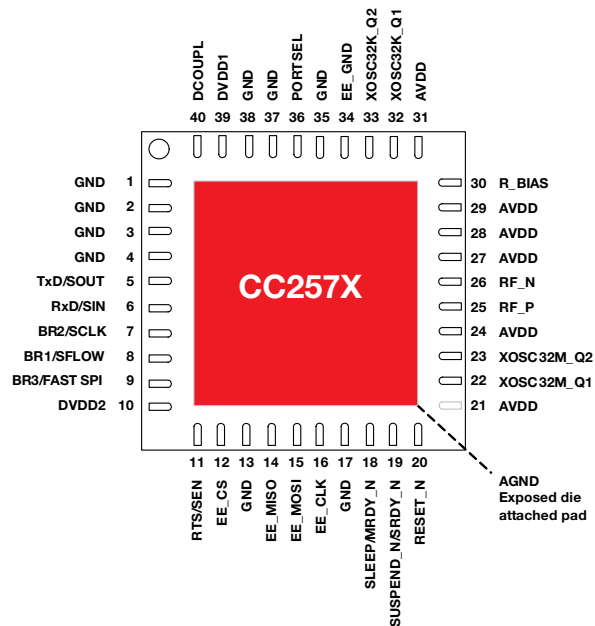 DCOUPL
DVDD1
GND
GND
PORTSEL
GND
EE_GND
XOSC32K_Q2
XOSC32K_Q1
AVDD
40 39 38 37 36 35 34 33 32 31
GND 1
GND 2
GND 3
GND 4
TxD/SOUT 5
RxD/SIN 6
BR2/SCLK 7
BR1/SFLOW 8
BR3/FAST SPI 9
DVDD2 10
CC257X
30 R_BIAS
29 AVDD
28 AVDD
27 AVDD
26 RF_N
25 RF_P
24 AVDD
23 XOSC32M_Q2
22 XOSC32M_Q1
21 AVDD
11 12 13 14 15 16 17 18 19 20
RTS/SEN
EE_CS
GND
EE_MISO
EE_MOSI
EE_CLK
GND
SLEEP/MRDY_N
SUSPEND_N/SRDY_N
RESET_N
AGND
Exposed die
attached pad